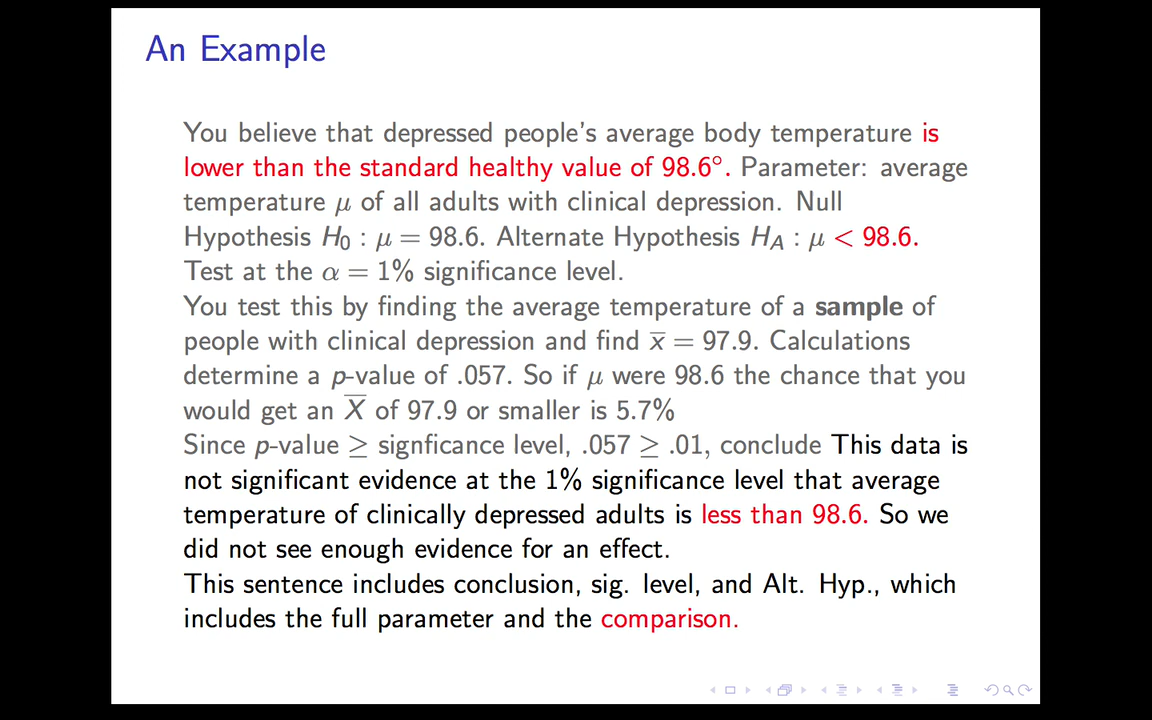 An Example
You believe that depressed people's average body temperature is
lower than the standard healthy value of 98.6°. Parameter: average
temperature μ of all adults with clinical depression. Null
Hypothesis H₀ : μ = 98.6. Alternate Hypothesis H_A : μ < 98.6.
Test at the α = 1% significance level.
You test this by finding the average temperature of a sample of
people with clinical depression and find x̅ = 97.9. Calculations
determine a p-value of .057. So if μ were 98.6 the chance that you
would get an X̅ of 97.9 or smaller is 5.7%
Since p-value ≥ signficance level, .057 ≥ .01, conclude This data is
not significant evidence at the 1% significance level that average
temperature of clinically depressed adults is less than 98.6. So we
did not see enough evidence for an effect.
This sentence includes conclusion, sig. level, and Alt. Hyp., which
includes the full parameter and the comparison.